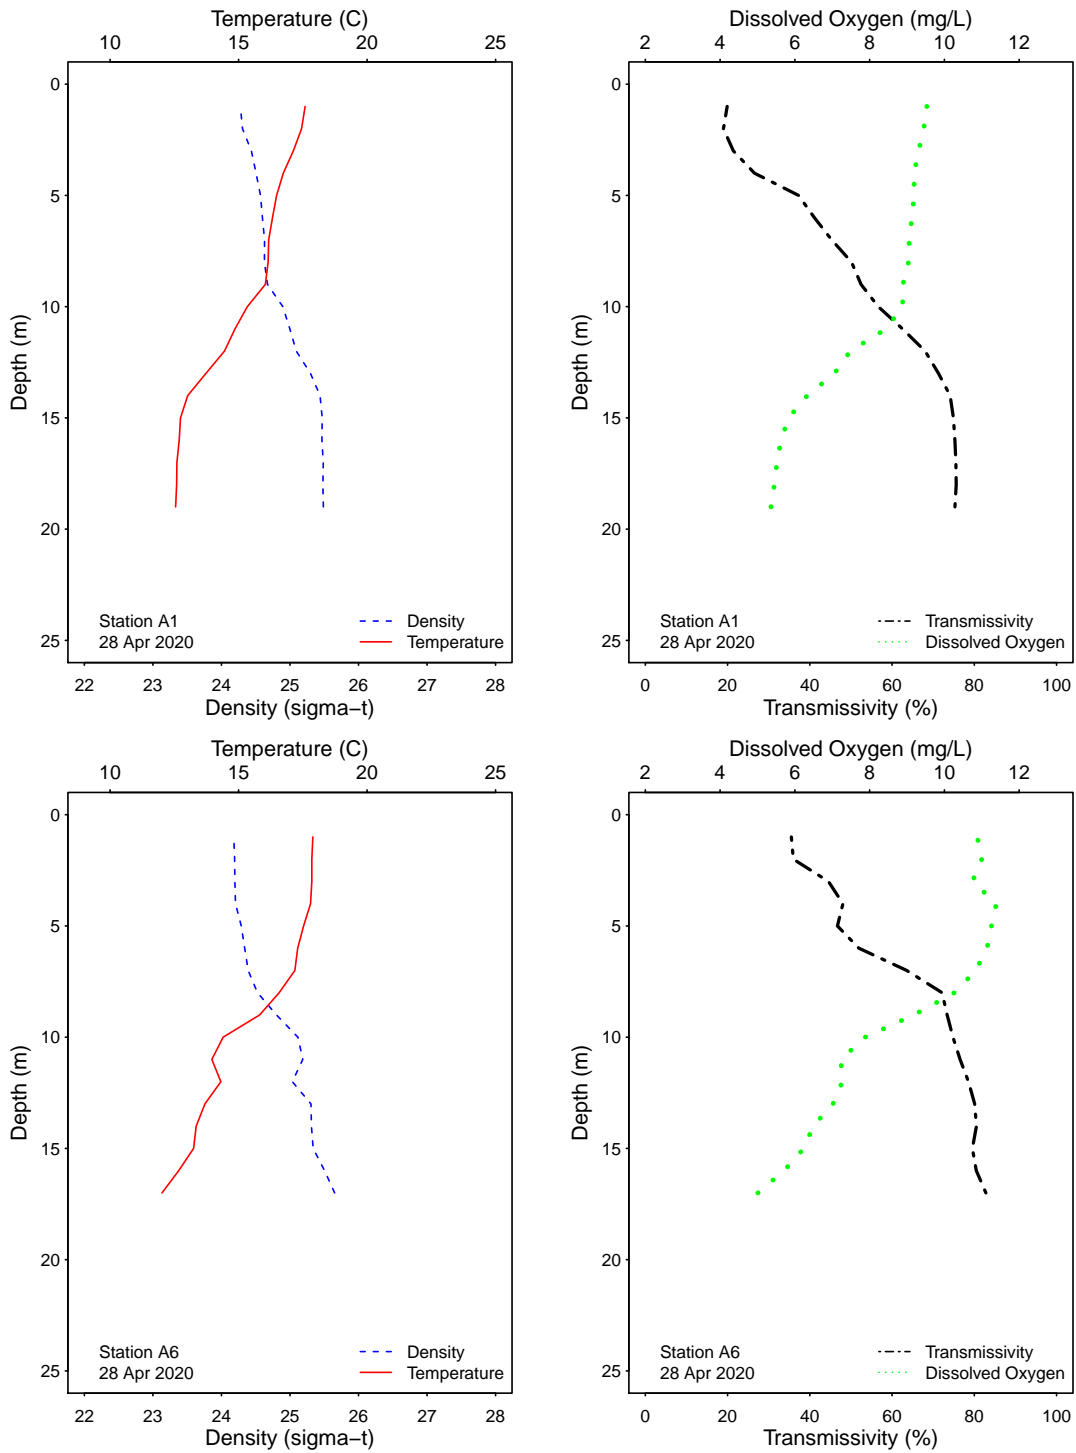 Temperature (C)
10 15 20 25
0
5
10
15
20
25
Depth (m)
Station A1
28 Apr 2020
Density
Temperature
22 23 24 25 26 27 28
Density (sigma−t)
Dissolved Oxygen (mg/L)
2 4 6 8 10 12
0
5
10
15
20
25
Depth (m)
Station A1
28 Apr 2020
Transmissivity
Dissolved Oxygen
0 20 40 60 80 100
Transmissivity (%)
Temperature (C)
10 15 20 25
0
5
10
15
20
25
Depth (m)
Station A6
28 Apr 2020
Density
Temperature
22 23 24 25 26 27 28
Density (sigma−t)
Dissolved Oxygen (mg/L)
2 4 6 8 10 12
0
5
10
15
20
25
Depth (m)
Station A6
28 Apr 2020
Transmissivity
Dissolved Oxygen
0 20 40 60 80 100
Transmissivity (%)